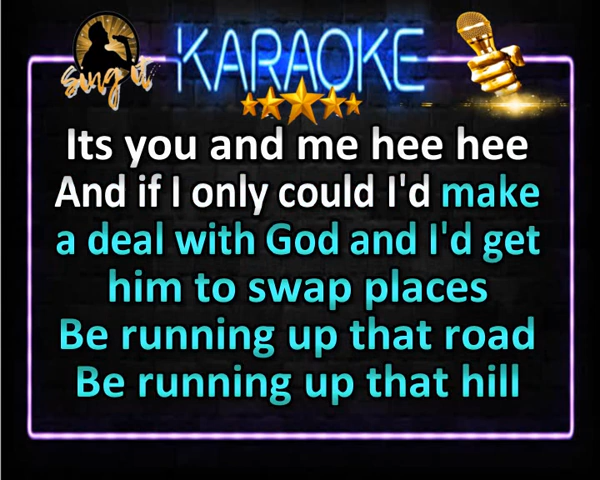 Sing it
KARAOKE
Its you and me hee hee
And if I only could I'd make
a deal with God and I'd get
him to swap places
Be running up that road
Be running up that hill